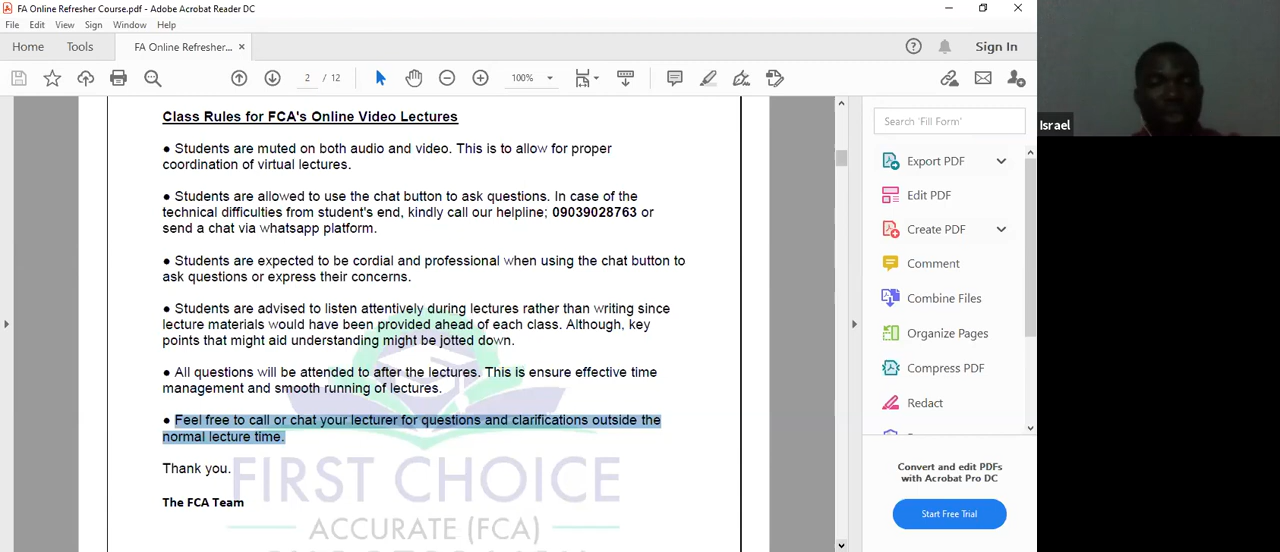 FA Online Refresher Course.pdf - Adobe Acrobat Reader DC
File Edit View Sign Window Help
Home Tools FA Online Refresher... × Sign In
2 / 12 100%
Class Rules for FCA's Online Video Lectures
● Students are muted on both audio and video. This is to allow for proper
coordination of virtual lectures.
● Students are allowed to use the chat button to ask questions. In case of the
technical difficulties from student's end, kindly call our helpline; 09039028763 or
send a chat via whatsapp platform.
● Students are expected to be cordial and professional when using the chat button to
ask questions or express their concerns.
● Students are advised to listen attentively during lectures rather than writing since
lecture materials would have been provided ahead of each class. Although, key
points that might aid understanding might be jotted down.
● All questions will be attended to after the lectures. This is ensure effective time
management and smooth running of lectures.
● Feel free to call or chat your lecturer for questions and clarifications outside the
normal lecture time.
Thank you.
FIRST CHOICE
The FCA Team
ACCURATE (FCA)
Search 'Fill Form'
Export PDF
Edit PDF
Create PDF
Comment
Combine Files
Organize Pages
Compress PDF
Redact
Convert and edit PDFs
with Acrobat Pro DC
Start Free Trial
Israel